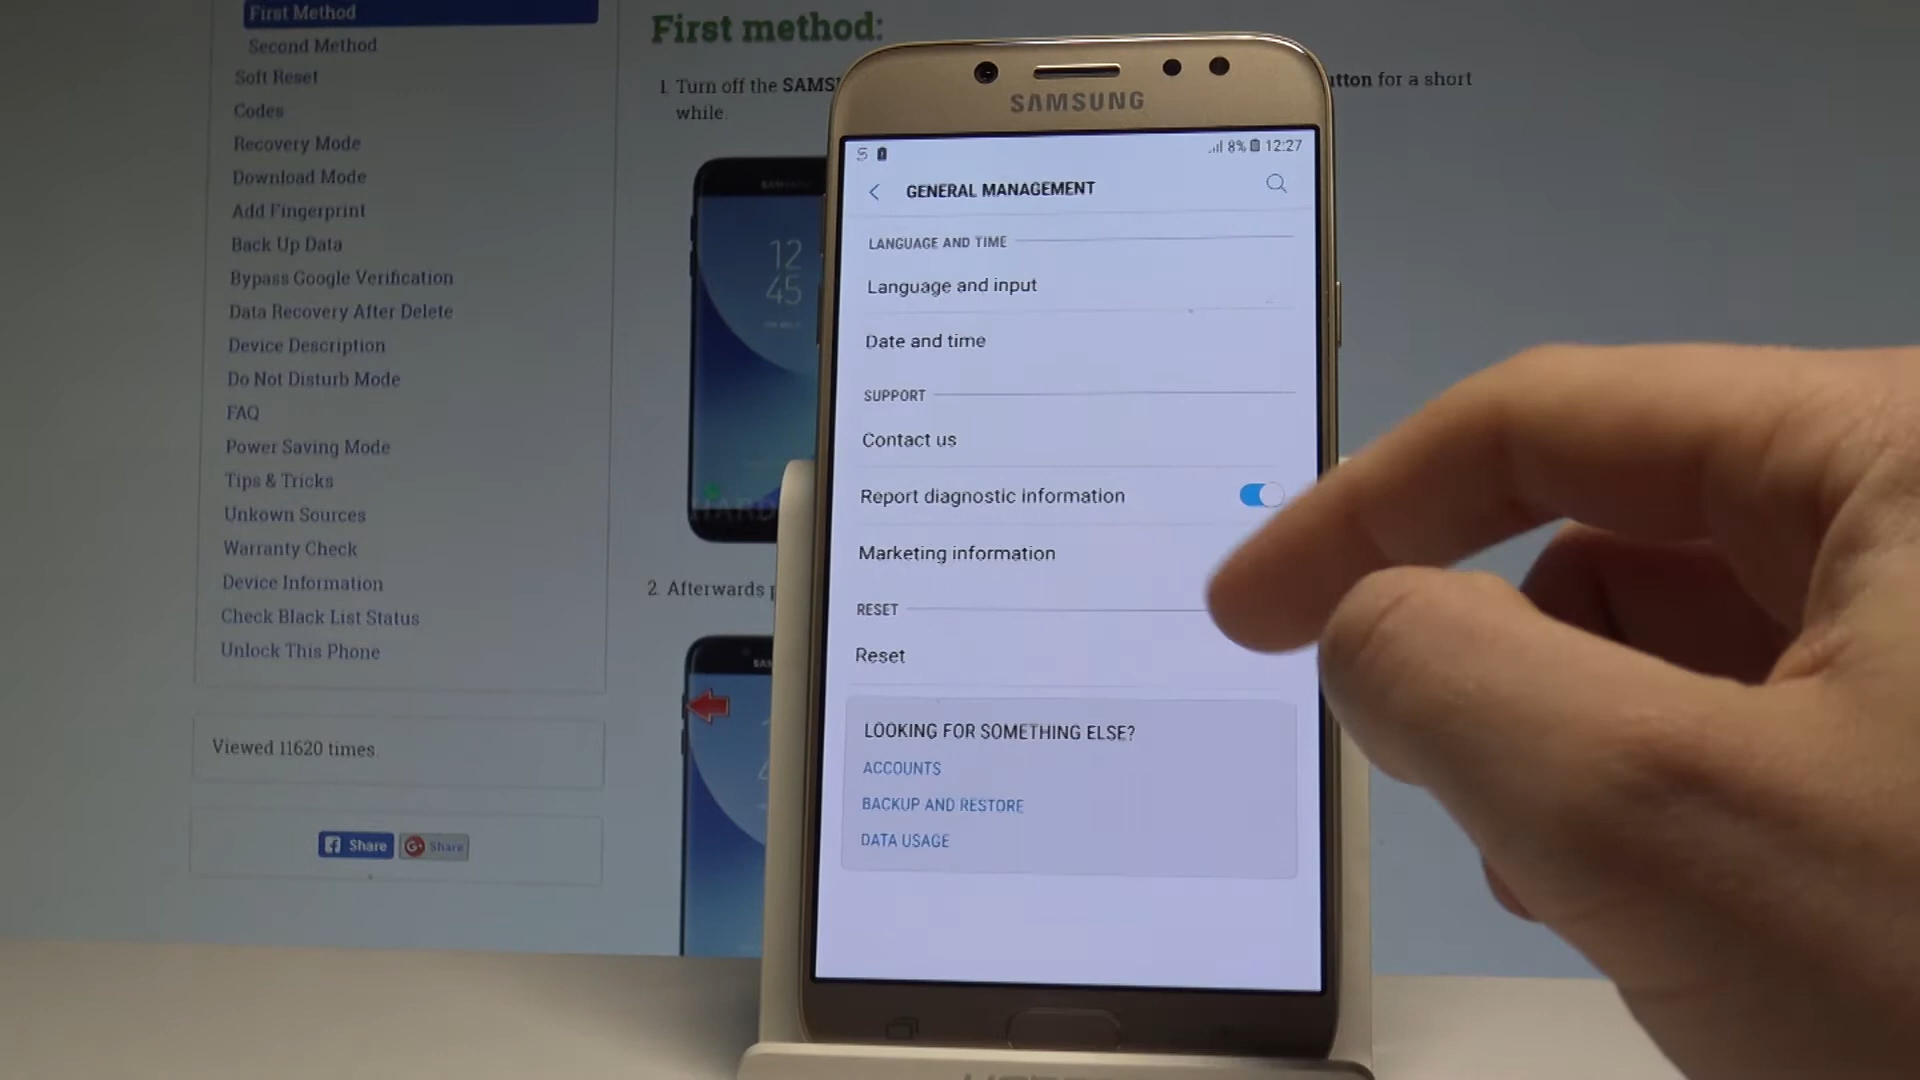 First Method
Second Method
Soft Reset
Codes
Recovery Mode
Download Mode
Add Fingerprint
Back Up Data
Bypass Google Verification
Data Recovery After Delete
Device Description
Do Not Disturb Mode
FAQ
Power Saving Mode
Tips & Tricks
Unkown Sources
Warranty Check
Device Information
Check Black List Status
Unlock This Phone
Viewed 11620 times
Share
Share
First method:
1. Turn off the SAMS
tton for a short
while.
12
45
HARD
2. Afterwards p
SAMSUNG
8% 12:27
GENERAL MANAGEMENT
LANGUAGE AND TIME
Language and input
Date and time
SUPPORT
Contact us
Report diagnostic information
Marketing information
RESET
Reset
LOOKING FOR SOMETHING ELSE?
ACCOUNTS
BACKUP AND RESTORE
DATA USAGE